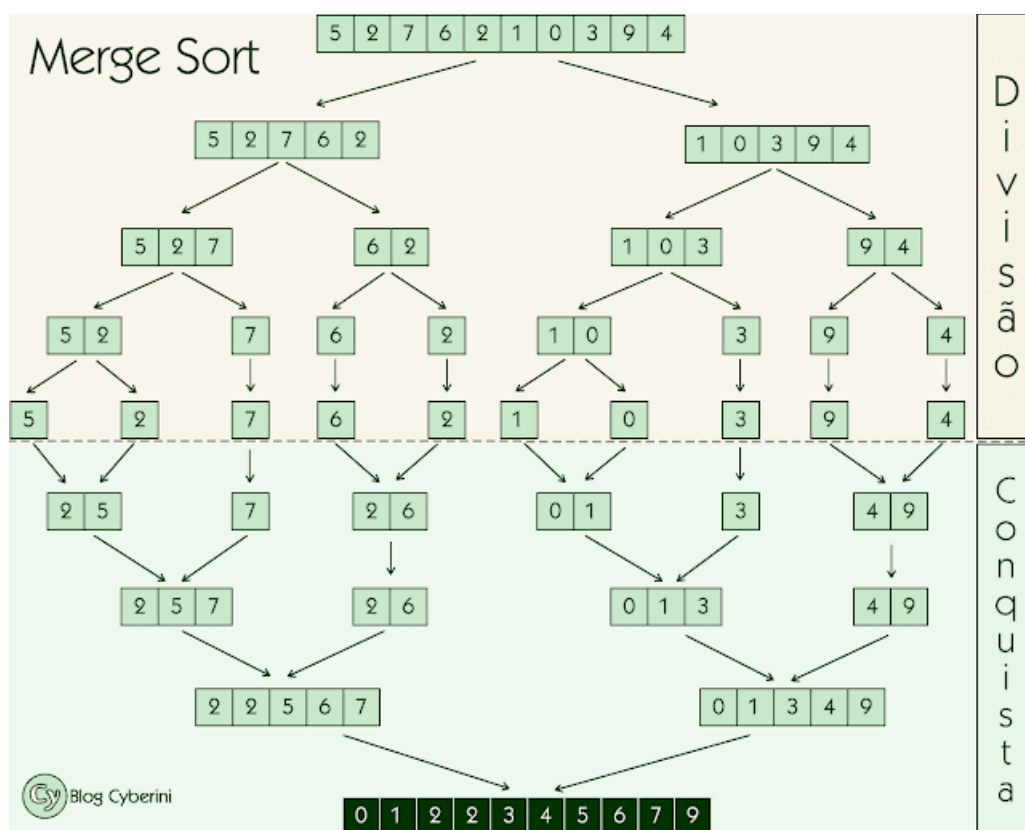 Merge Sort
5 2 7 6 2 1 0 3 9 4
5 2 7 6 2
1 0 3 9 4
5 2 7
6 2
1 0 3
9 4
5 2
7
6
2
1 0
3
9
4
5
2
7
6
2
1
0
3
9
4
Divisão
2 5
7
2 6
0 1
3
4 9
2 5 7
2 6
0 1 3
4 9
2 2 5 6 7
0 1 3 4 9
0 1 2 2 3 4 5 6 7 9
Conquista
Cy Blog Cyberini